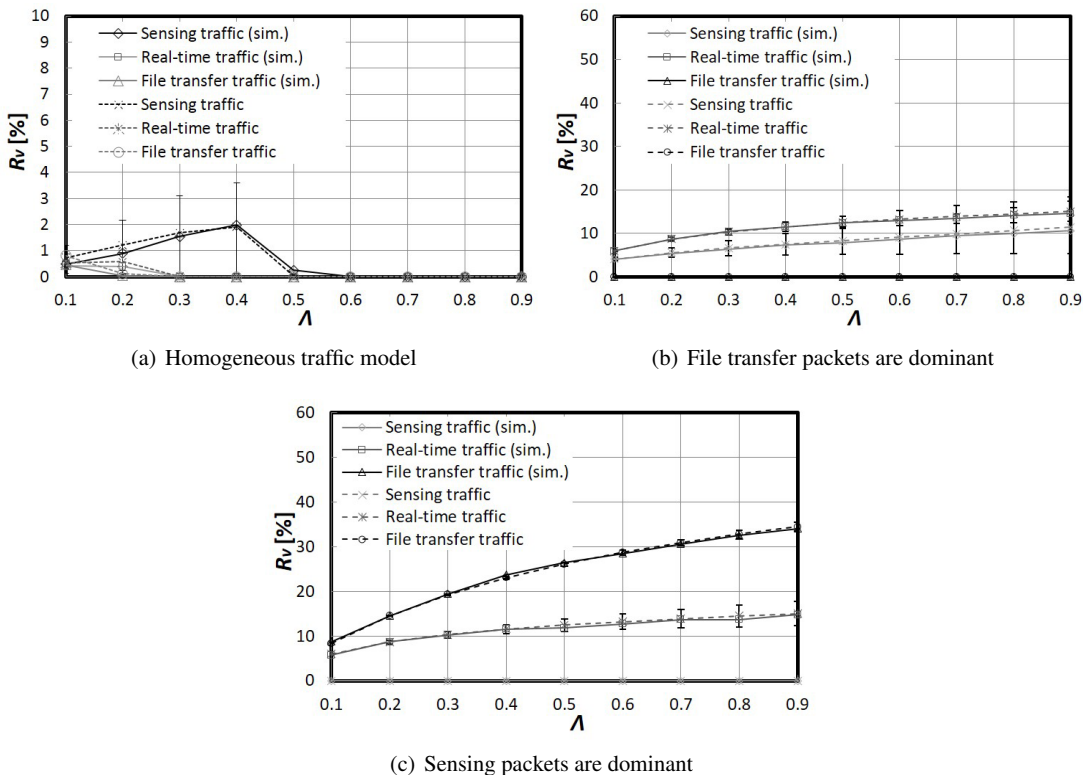 10
9
8
7
6
5
4
3
2
1
0
Rv [%]
Sensing traffic (sim.)
Real-time traffic (sim.)
File transfer traffic (sim.)
Sensing traffic
Real-time traffic
File transfer traffic
0.1 0.2 0.3 0.4 0.5 0.6 0.7 0.8 0.9
Λ
(a) Homogeneous traffic model
60
50
40
30
20
10
0
Rv [%]
Sensing traffic (sim.)
Real-time traffic (sim.)
File transfer traffic (sim.)
Sensing traffic
Real-time traffic
File transfer traffic
0.1 0.2 0.3 0.4 0.5 0.6 0.7 0.8 0.9
Λ
(b) File transfer packets are dominant
60
50
40
30
20
10
0
Rv [%]
Sensing traffic (sim.)
Real-time traffic (sim.)
File transfer traffic (sim.)
Sensing traffic
Real-time traffic
File transfer traffic
0.1 0.2 0.3 0.4 0.5 0.6 0.7 0.8 0.9
Λ
(c) Sensing packets are dominant